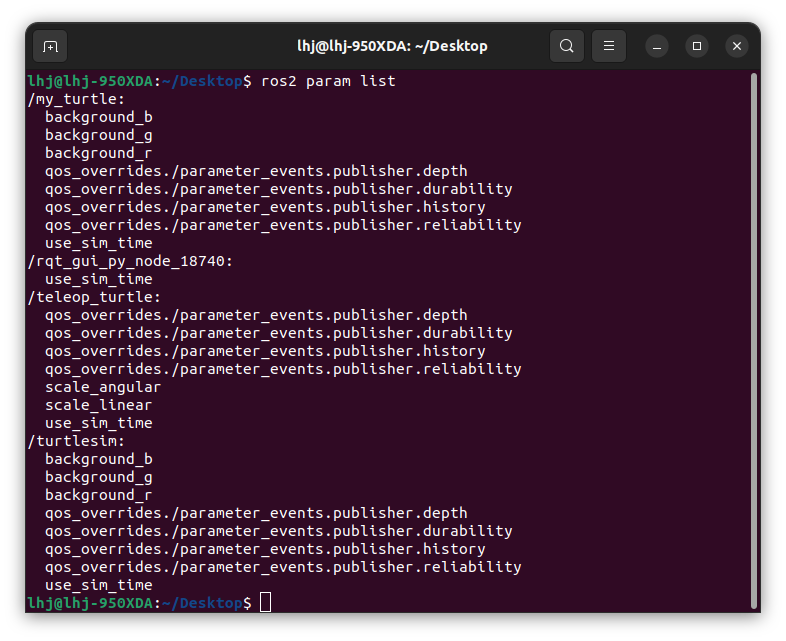 lhj@lhj-950XDA: ~/Desktop
lhj@lhj-950XDA:~/Desktop$ ros2 param list
/my_turtle:
  background_b
  background_g
  background_r
  qos_overrides./parameter_events.publisher.depth
  qos_overrides./parameter_events.publisher.durability
  qos_overrides./parameter_events.publisher.history
  qos_overrides./parameter_events.publisher.reliability
  use_sim_time
/rqt_gui_py_node_18740:
  use_sim_time
/teleop_turtle:
  qos_overrides./parameter_events.publisher.depth
  qos_overrides./parameter_events.publisher.durability
  qos_overrides./parameter_events.publisher.history
  qos_overrides./parameter_events.publisher.reliability
  scale_angular
  scale_linear
  use_sim_time
/turtlesim:
  background_b
  background_g
  background_r
  qos_overrides./parameter_events.publisher.depth
  qos_overrides./parameter_events.publisher.durability
  qos_overrides./parameter_events.publisher.history
  qos_overrides./parameter_events.publisher.reliability
  use_sim_time
lhj@lhj-950XDA:~/Desktop$